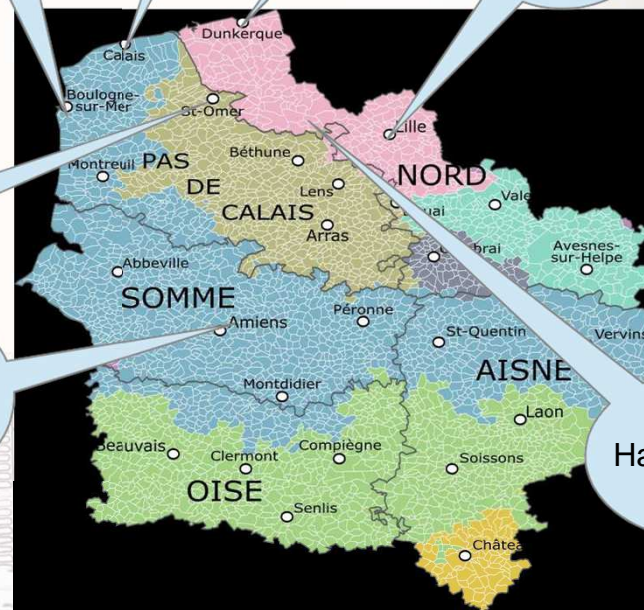 Dunkerque
Calais
Boulogne-
sur-Mer
St-Omer
Lille
Béthune
Montreuil
PAS
DE
CALAIS
NORD
Lens
Arras
Avesnes-
sur-Helpe
Abbeville
SOMME
Péronne
Amiens
St-Quentin
Vervins
AISNE
Montdidier
Laon
Beauvais
Clermont
Compiègne
Soissons
OISE
Senlis